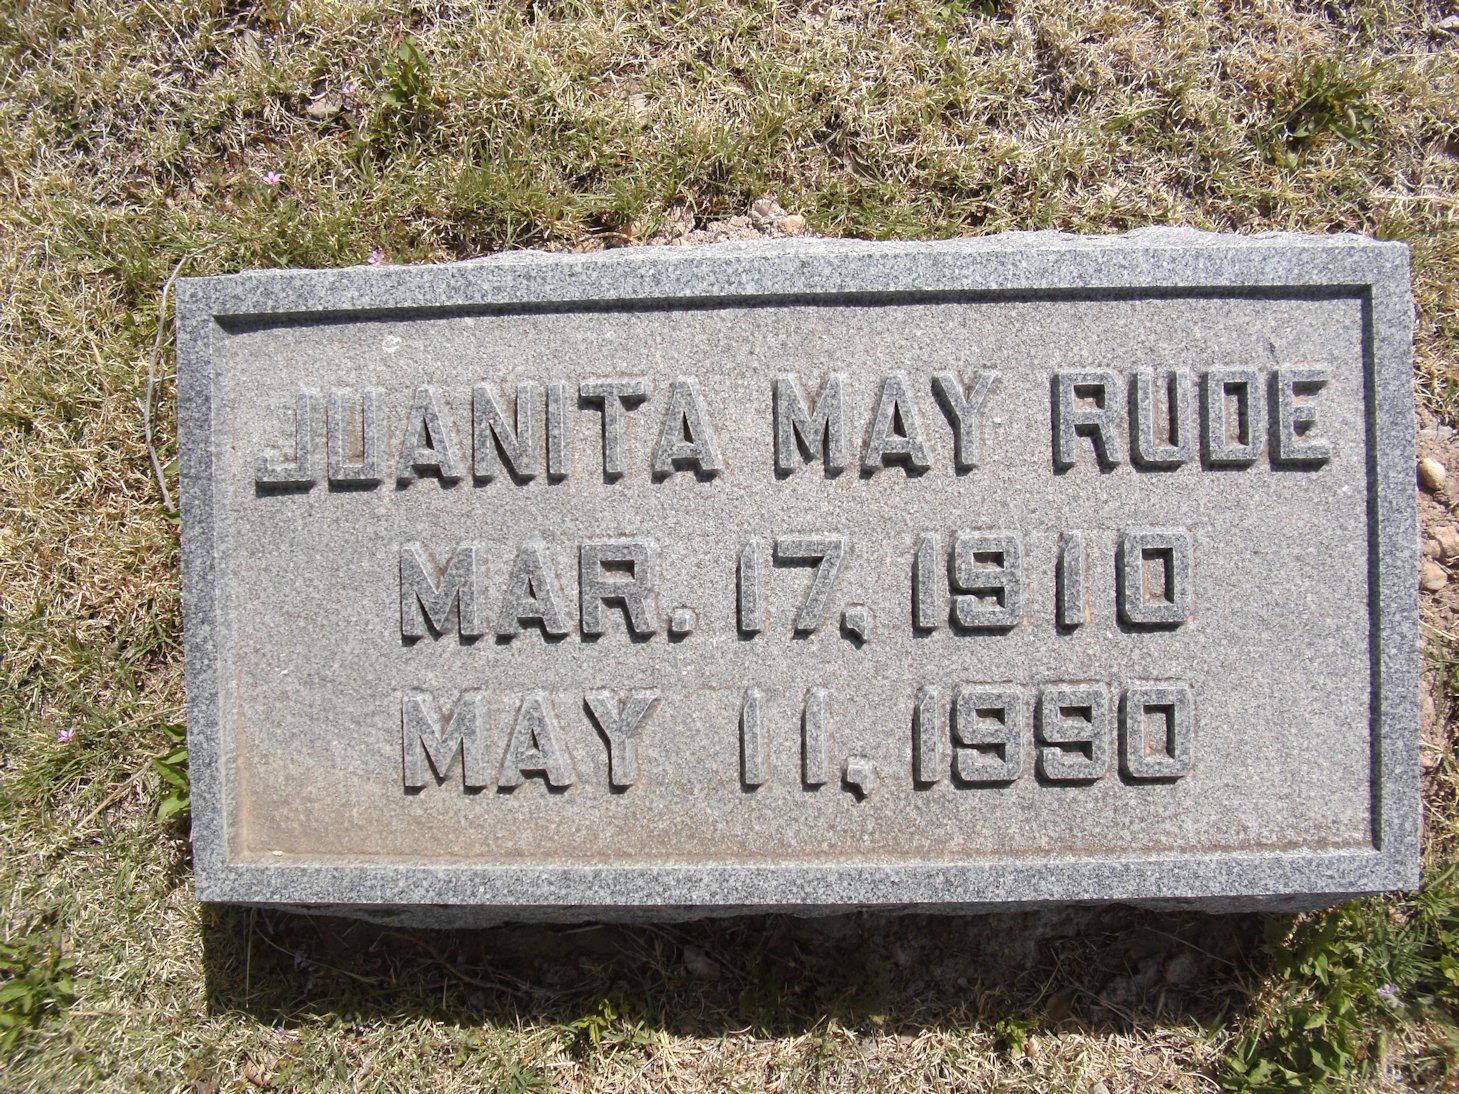 JUANITA MAY RUDE
MAR. 17, 1910
MAY 11, 1990